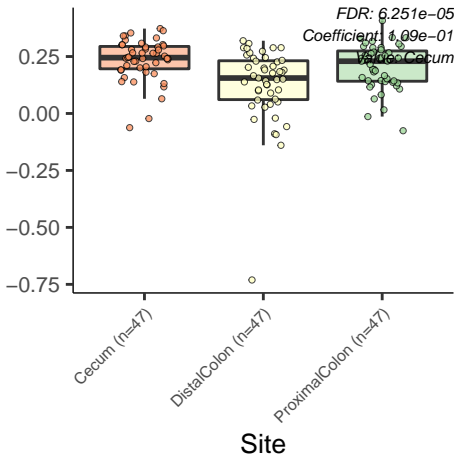 FDR: 6.251e−05
Coefficient: 1.09e−01
Value: Cecum
0.25
0.00
−0.25
−0.50
−0.75
Cecum (n=47)
DistalColon (n=47)
ProximalColon (n=47)
Site